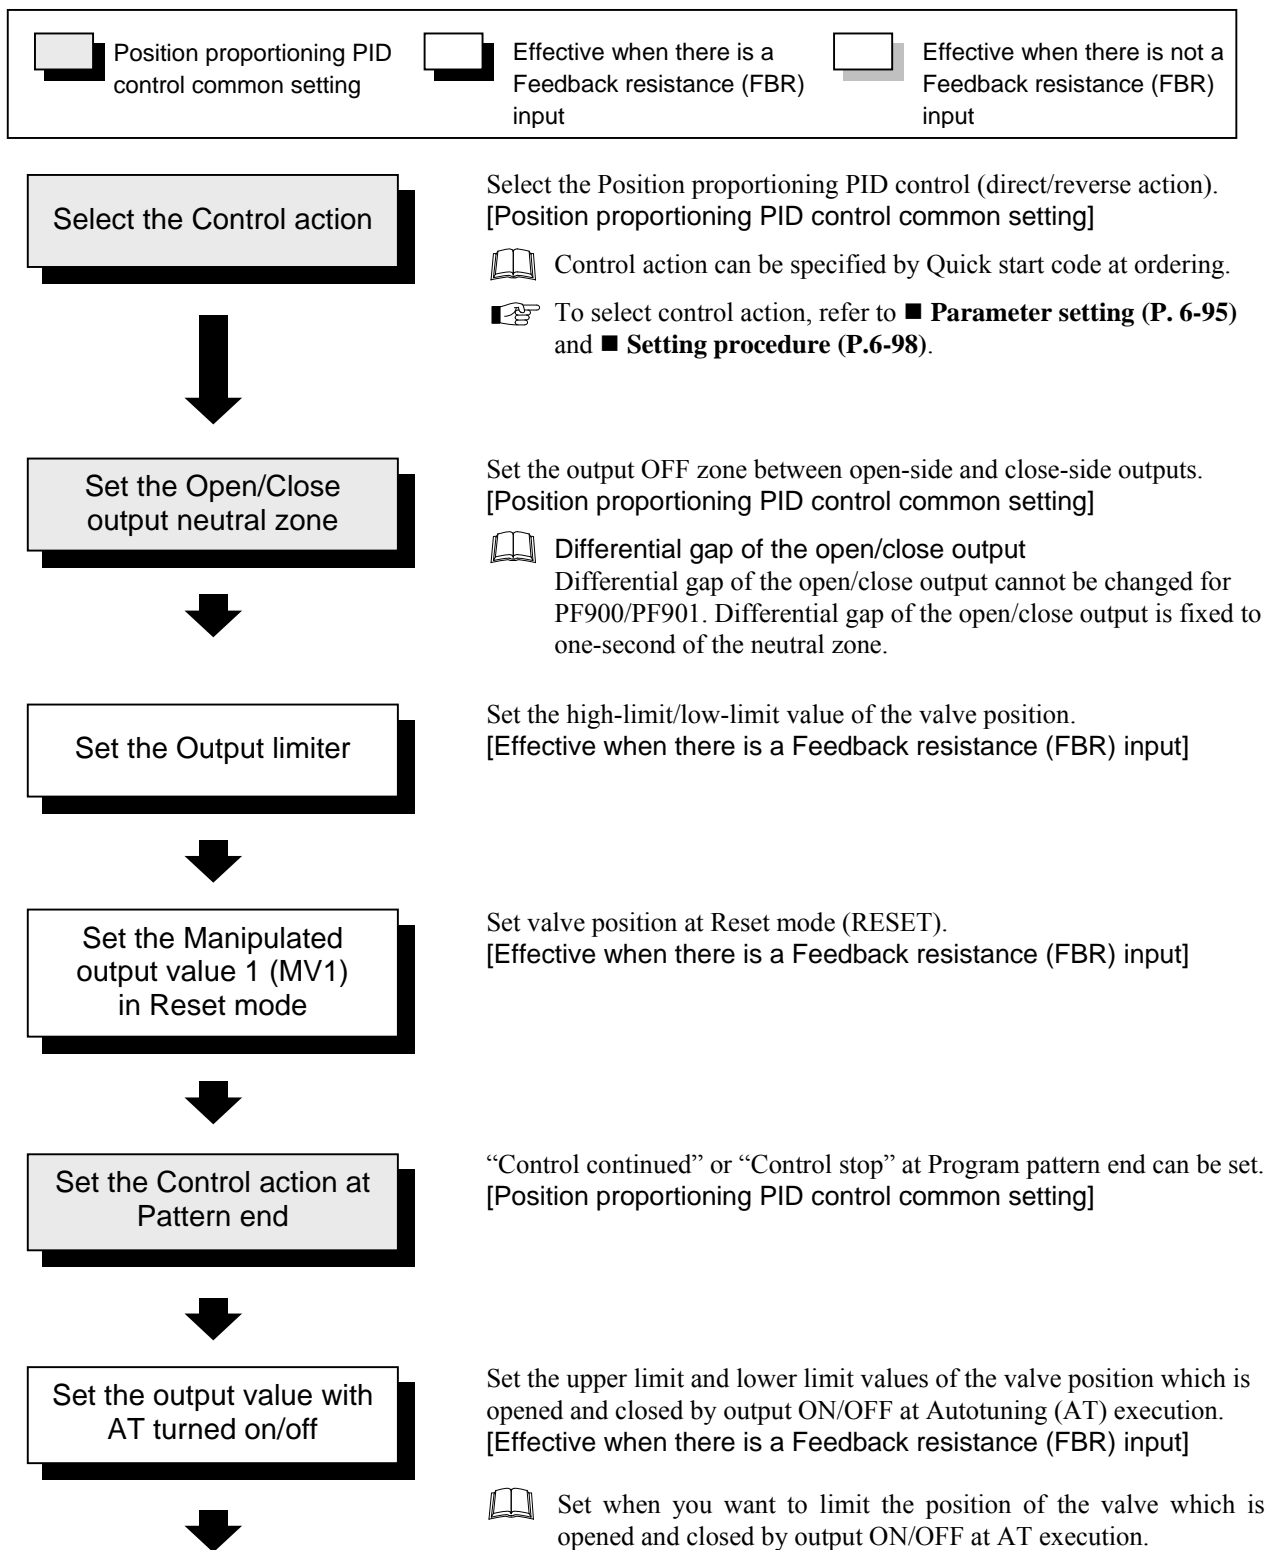 Position proportioning PID
control common setting
Effective when there is a
Feedback resistance (FBR)
input
Effective when there is not a
Feedback resistance (FBR)
input
Select the Control action
Select the Position proportioning PID control (direct/reverse action).
[Position proportioning PID control common setting]
Control action can be specified by Quick start code at ordering.
To select control action, refer to ■ Parameter setting (P. 6-95)
and ■ Setting procedure (P.6-98).
Set the Open/Close
output neutral zone
Set the output OFF zone between open-side and close-side outputs.
[Position proportioning PID control common setting]
Differential gap of the open/close output
Differential gap of the open/close output cannot be changed for
PF900/PF901. Differential gap of the open/close output is fixed to
one-second of the neutral zone.
Set the Output limiter
Set the high-limit/low-limit value of the valve position.
[Effective when there is a Feedback resistance (FBR) input]
Set the Manipulated
output value 1 (MV1)
in Reset mode
Set valve position at Reset mode (RESET).
[Effective when there is a Feedback resistance (FBR) input]
Set the Control action at
Pattern end
“Control continued” or “Control stop” at Program pattern end can be set.
[Position proportioning PID control common setting]
Set the output value with
AT turned on/off
Set the upper limit and lower limit values of the valve position which is
opened and closed by output ON/OFF at Autotuning (AT) execution.
[Effective when there is a Feedback resistance (FBR) input]
Set when you want to limit the position of the valve which is
opened and closed by output ON/OFF at AT execution.